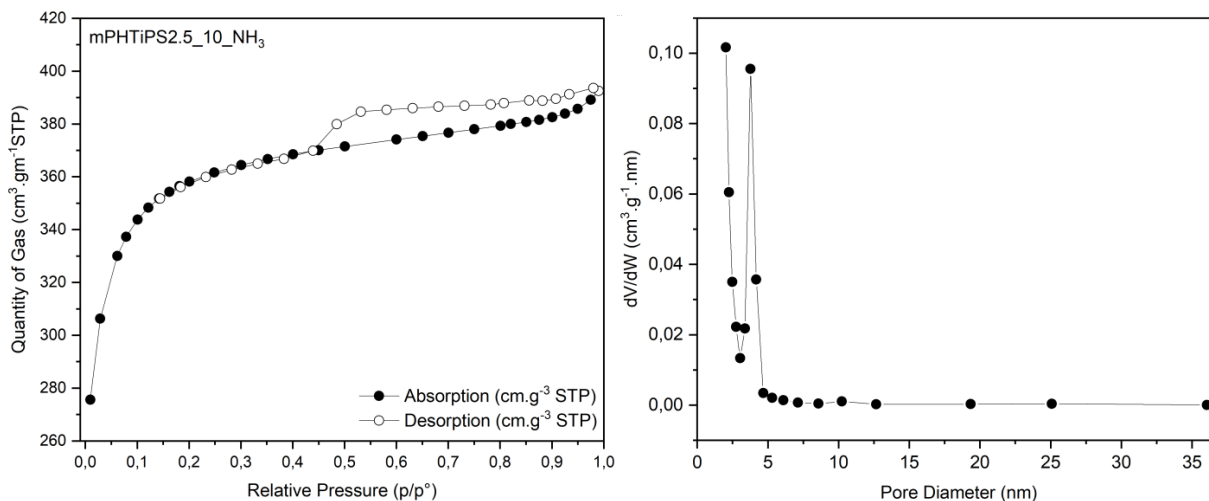 mPHTiPS2.5_10_NH₃
Quantity of Gas (cm³.gm⁻¹STP)
420
400
380
360
340
320
300
280
260
Absorption (cm.g⁻³ STP)
Desorption (cm.g⁻³ STP)
0,0 0,1 0,2 0,3 0,4 0,5 0,6 0,7 0,8 0,9 1,0
Relative Pressure (p/p°)
dV/dW (cm³.g⁻¹.nm)
0,10
0,08
0,06
0,04
0,02
0,00
0 5 10 15 20 25 30 35
Pore Diameter (nm)